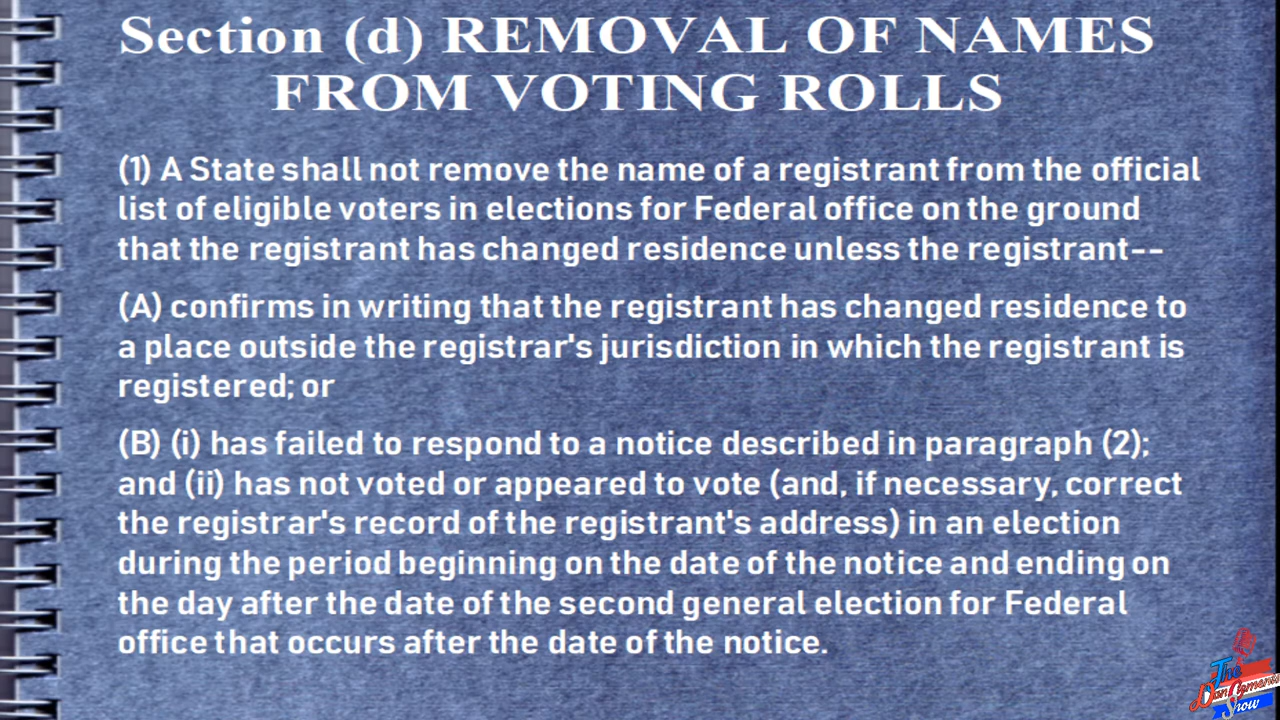 Section (d) REMOVAL OF NAMES
FROM VOTING ROLLS
(1) A State shall not remove the name of a registrant from the official
list of eligible voters in elections for Federal office on the ground
that the registrant has changed residence unless the registrant--
(A) confirms in writing that the registrant has changed residence to
a place outside the registrar's jurisdiction in which the registrant is
registered; or
(B) (i) has failed to respond to a notice described in paragraph (2);
and (ii) has not voted or appeared to vote (and, if necessary, correct
the registrar's record of the registrant's address) in an election
during the period beginning on the date of the notice and ending on
the day after the date of the second general election for Federal
office that occurs after the date of the notice.
The
Dan
Show